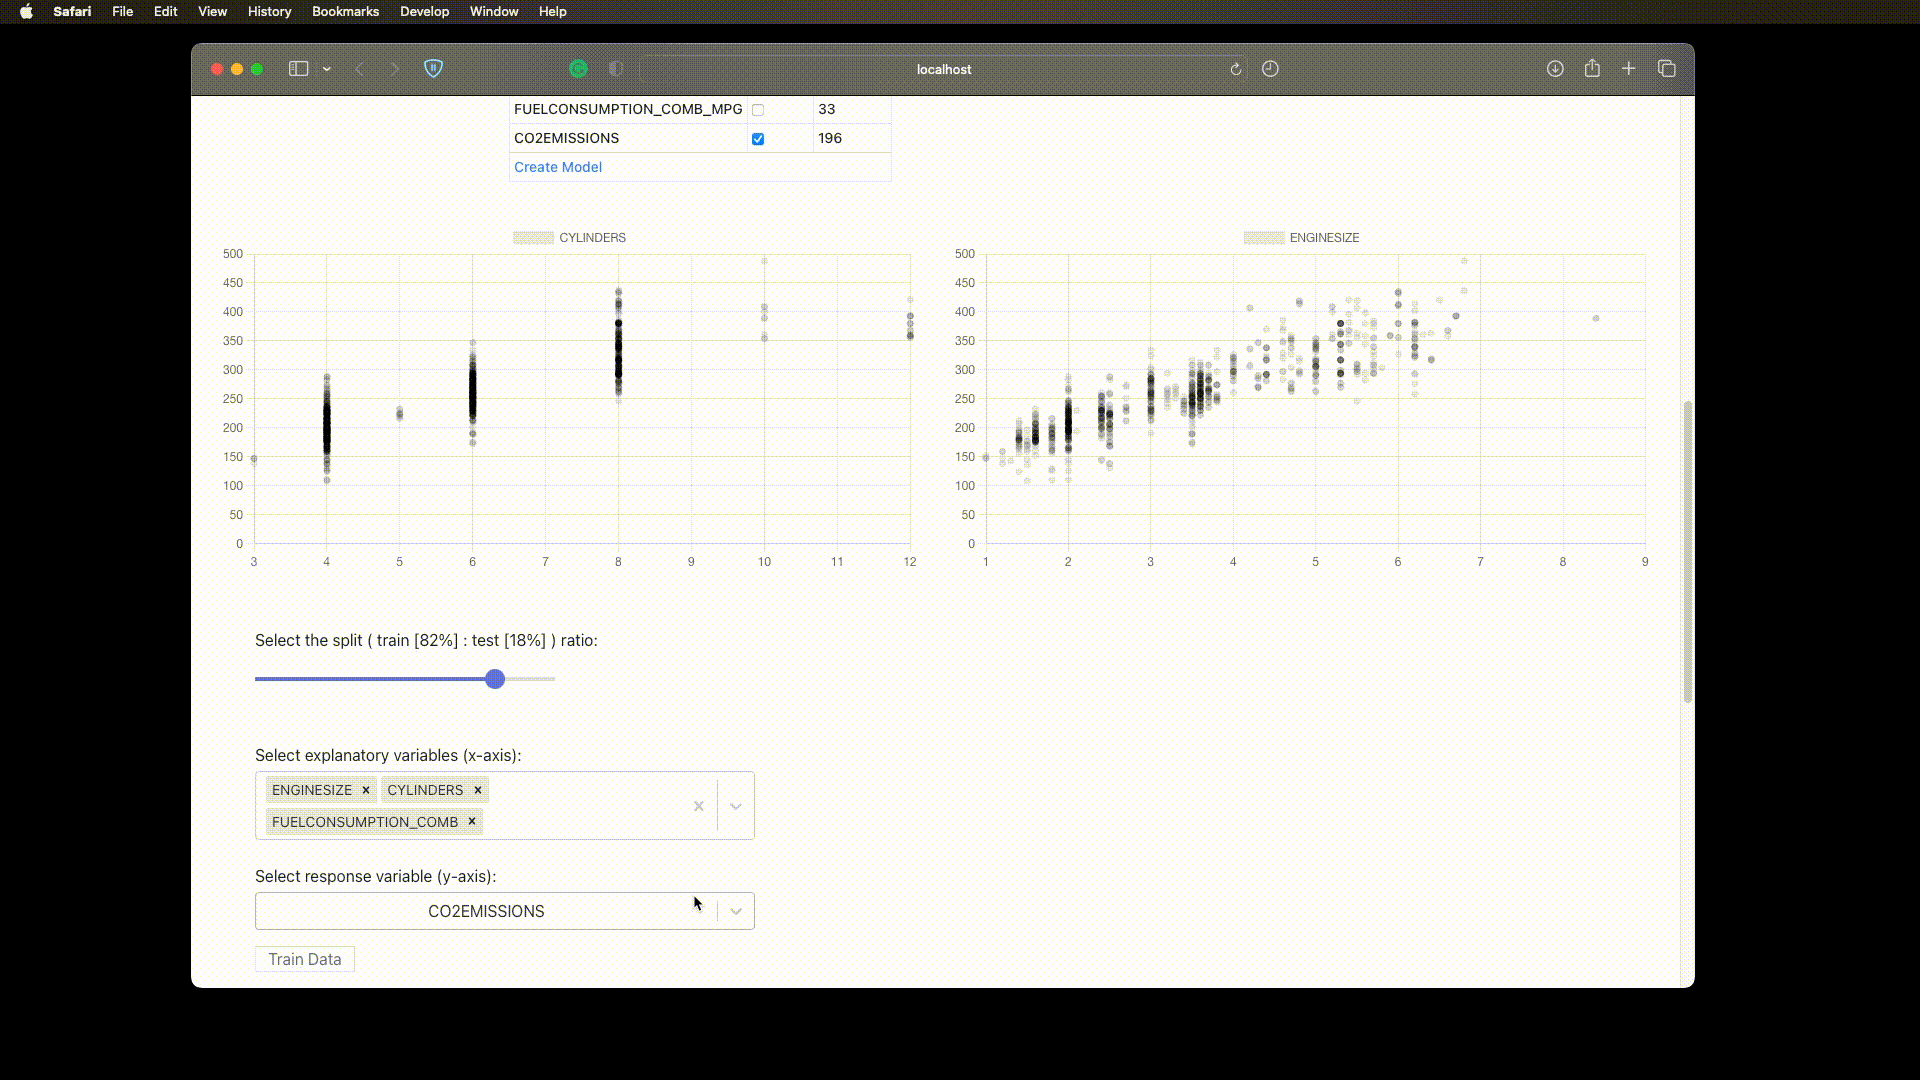 Safari File Edit View History Bookmarks Develop Window Help
localhost
FUELCONSUMPTION_COMB_MPG 33
CO2EMISSIONS 196
Create Model
CYLINDERS
500
450
400
350
300
250
200
150
100
50
0
3 4 5 6 7 8 9 10 11 12
ENGINESIZE
500
450
400
350
300
250
200
150
100
50
0
1 2 3 4 5 6 7 8 9
Select the split ( train [82%] : test [18%] ) ratio:
Select explanatory variables (x-axis):
ENGINESIZE × CYLINDERS ×
FUELCONSUMPTION_COMB ×
Select response variable (y-axis):
CO2EMISSIONS
Train Data